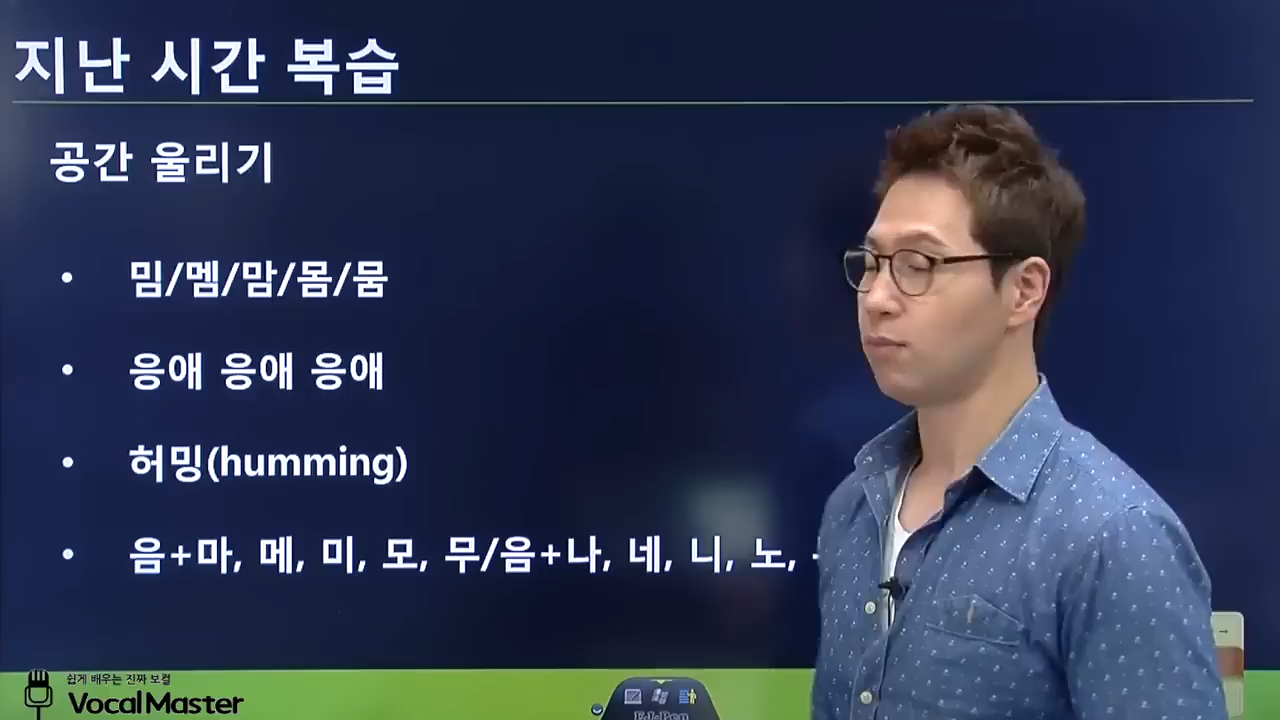 지난 시간 복습
공간 울리기
• 밈/멤/맘/몸/뭄
• 응애 응애 응애
• 허밍(humming)
• 음+마, 메, 미, 모, 무/음+나, 네, 니, 노,
쉽게 배우는 진짜 보컬
VocalMaster